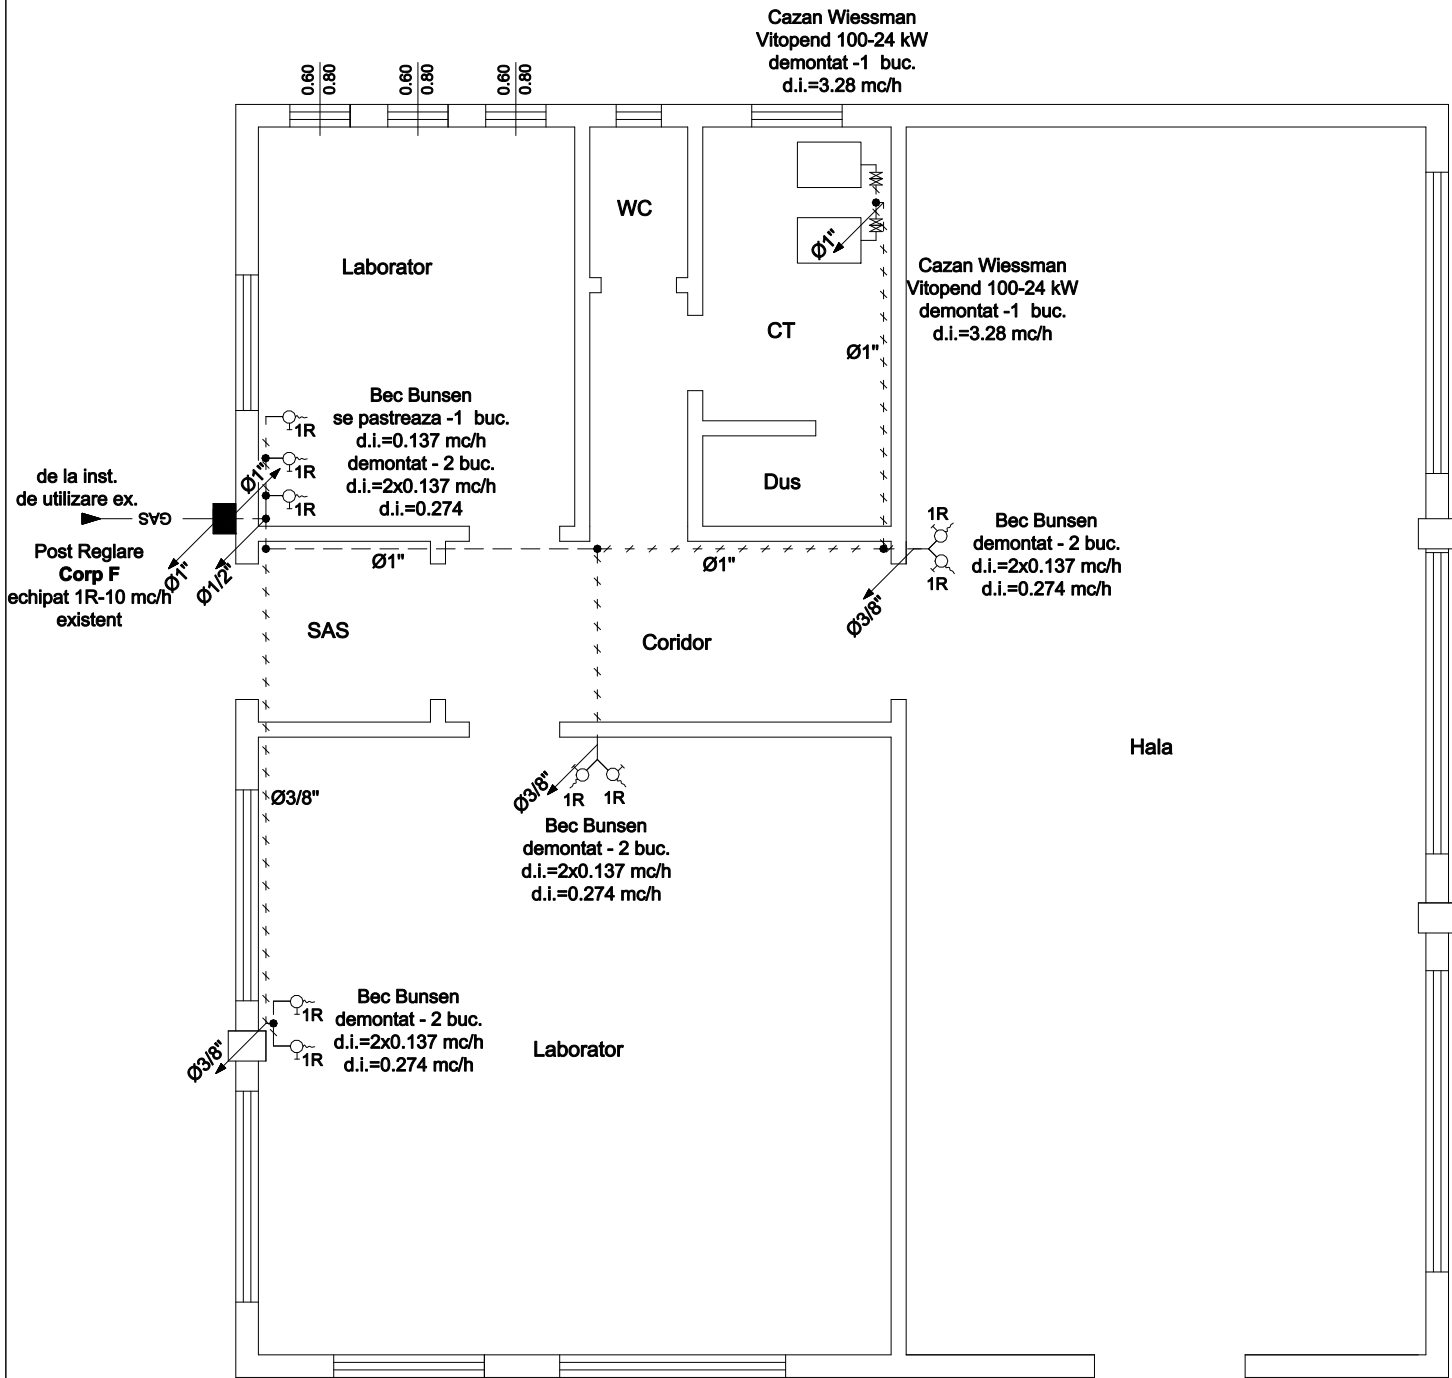 Cazan Wiessman
Vitopend 100-24 kW
demontat -1 buc.
d.i.=3.28 mc/h
0.60
0.80
0.60
0.80
0.60
0.80
WC
Laborator
Ø1"
Cazan Wiessman
Vitopend 100-24 kW
demontat -1 buc.
d.i.=3.28 mc/h
CT
Ø1"
Bec Bunsen
se pastreaza -1 buc.
d.i.=0.137 mc/h
demontat - 2 buc.
d.i.=2x0.137 mc/h
d.i.=0.274
1R
1R
1R
Ø1"
de la inst.
de utilizare ex.
GAS
Post Reglare
Corp F
echipat 1R-10 mc/h
existent
Ø1"
Ø1/2"
Dus
1R
1R
Bec Bunsen
demontat - 2 buc.
d.i.=2x0.137 mc/h
d.i.=0.274 mc/h
Ø1"
Ø1"
Ø3/8"
SAS
Coridor
Hala
Ø3/8"
Ø3/8"
1R
1R
Bec Bunsen
demontat - 2 buc.
d.i.=2x0.137 mc/h
d.i.=0.274 mc/h
1R
1R
Bec Bunsen
demontat - 2 buc.
d.i.=2x0.137 mc/h
d.i.=0.274 mc/h
Ø3/8"
Laborator